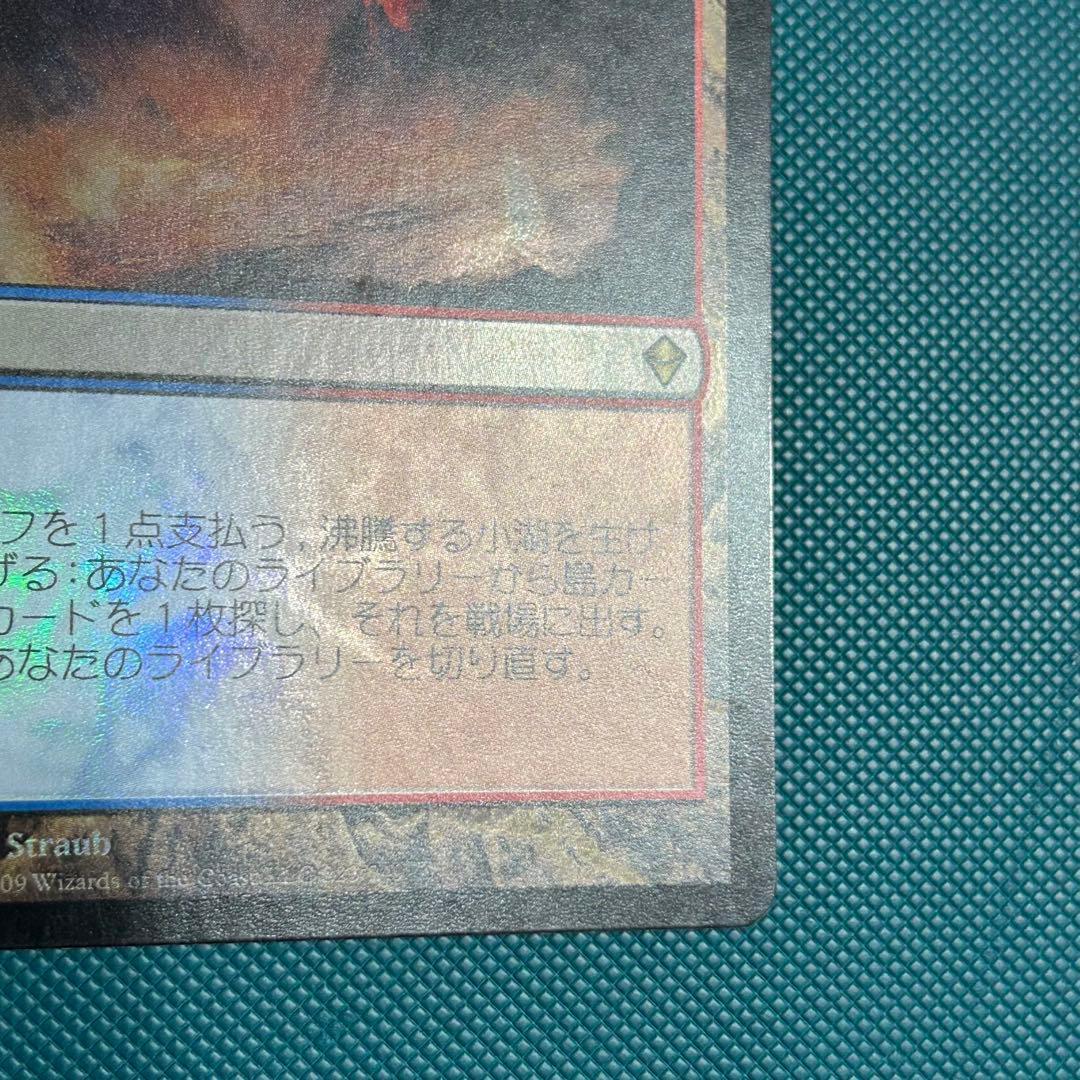 フを1点支払う, 沸騰する小湖を生け
げる:あなたのライブラリーから島カー
カードを1枚探し、それを戦場に出す。
あなたのライブラリーを切り直す。
Straub
09 Wizards of the Coast